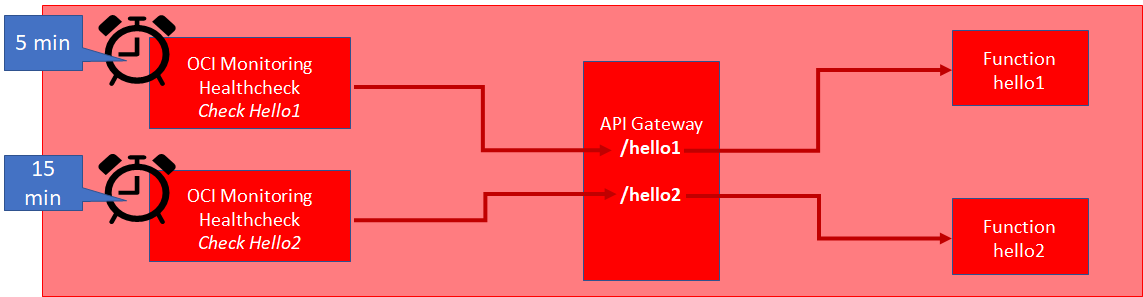 5 min
OCI Monitoring
Healthcheck
Check Hello1
15
min
OCI Monitoring
Healthcheck
Check Hello2
API Gateway
/hello1
/hello2
Function
hello1
Function
hello2